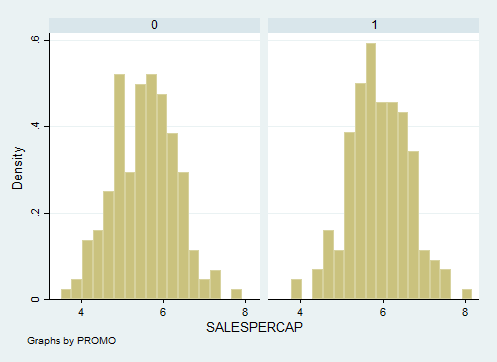 0 1
Density
0 .2 .4 .6
4 6 8 4 6 8
SALESPERCAP
Graphs by PROMO